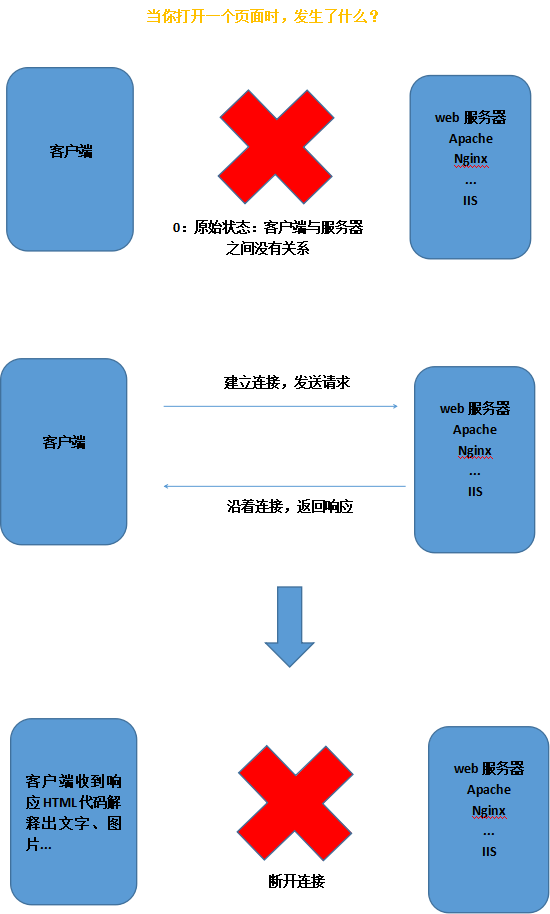 当你打开一个页面时，发生了什么？
客户端
web 服务器
Apache
Nginx
...
IIS
0：原始状态：客户端与服务器
之间没有关系
建立连接，发送请求
客户端
web 服务器
Apache
Nginx
...
IIS
沿着连接，返回响应
客户端收到响
应HTML代码解
释出文字、图
片...
web 服务器
Apache
Nginx
...
IIS
断开连接